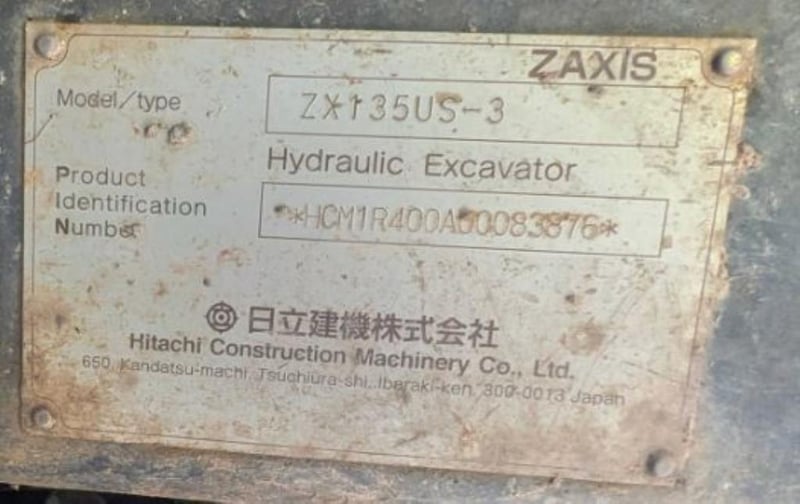 ZAXIS
Model/type
ZX135US-3
Hydraulic Excavator
Product
Identification
Number
*HCM1R400A00083876*
日立建機株式会社
Hitachi Construction Machinery Co., Ltd.
650, Kandatsu-machi, Tsuchiura-shi, Ibaraki-ken, 300-0013 Japan